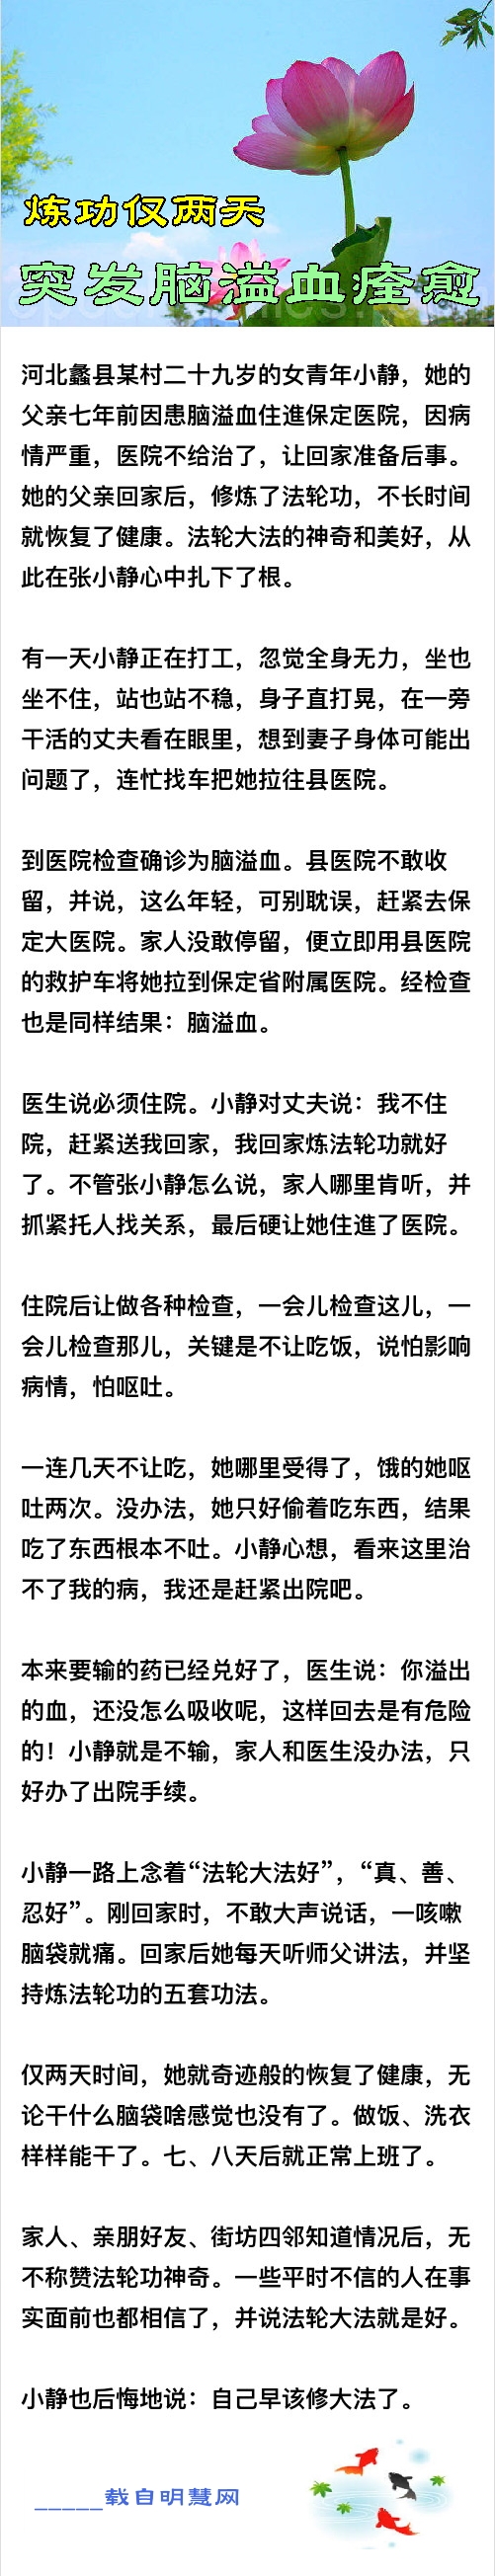 炼功仅两天
突发脑溢血痊愈
河北蠡县某村二十九岁的女青年小静，她的
父亲七年前因患脑溢血住進保定医院，因病
情严重，医院不给治了，让回家准备后事。
她的父亲回家后，修炼了法轮功，不长时间
就恢复了健康。法轮大法的神奇和美好，从
此在张小静心中扎下了根。
有一天小静正在打工，忽觉全身无力，坐也
坐不住，站也站不稳，身子直打晃，在一旁
干活的丈夫看在眼里，想到妻子身体可能出
问题了，连忙找车把她拉往县医院。
到医院检查确诊为脑溢血。县医院不敢收
留，并说，这么年轻，可别耽误，赶紧去保
定大医院。家人没敢停留，便立即用县医院
的救护车将她拉到保定省附属医院。经检查
也是同样结果：脑溢血。
医生说必须住院。小静对丈夫说：我不住
院，赶紧送我回家，我回家炼法轮功就好
了。不管张小静怎么说，家人哪里肯听，并
抓紧托人找关系，最后硬让她住進了医院。
住院后让做各种检查，一会儿检查这儿，一
会儿检查那儿，关键是不让吃饭，说怕影响
病情，怕呕吐。
一连几天不让吃，她哪里受得了，饿的她呕
吐两次。没办法，她只好偷着吃东西，结果
吃了东西根本不吐。小静心想，看来这里治
不了我的病，我还是赶紧出院吧。
本来要输的药已经兑好了，医生说：你溢出
的血，还没怎么吸收呢，这样回去是有危险
的！小静就是不输，家人和医生没办法，只
好办了出院手续。
小静一路上念着“法轮大法好”，“真、善、
忍好”。刚回家时，不敢大声说话，一咳嗽
脑袋就痛。回家后她每天听师父讲法，并坚
持炼法轮功的五套功法。
仅两天时间，她就奇迹般的恢复了健康，无
论干什么脑袋啥感觉也没有了。做饭、洗衣
样样能干了。七、八天后就正常上班了。
家人、亲朋好友、街坊四邻知道情况后，无
不称赞法轮功神奇。一些平时不信的人在事
实面前也都相信了，并说法轮大法就是好。
小静也后悔地说：自己早该修大法了。
_____载自明慧网